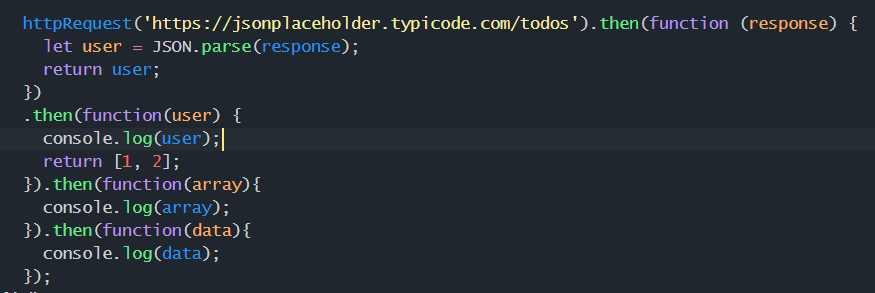 httpRequest('https://jsonplaceholder.typicode.com/todos').then(function (response) {
  let user = JSON.parse(response);
  return user;
})
.then(function(user) {
  console.log(user);
  return [1, 2];
}).then(function(array){
  console.log(array);
}).then(function(data){
  console.log(data);
});